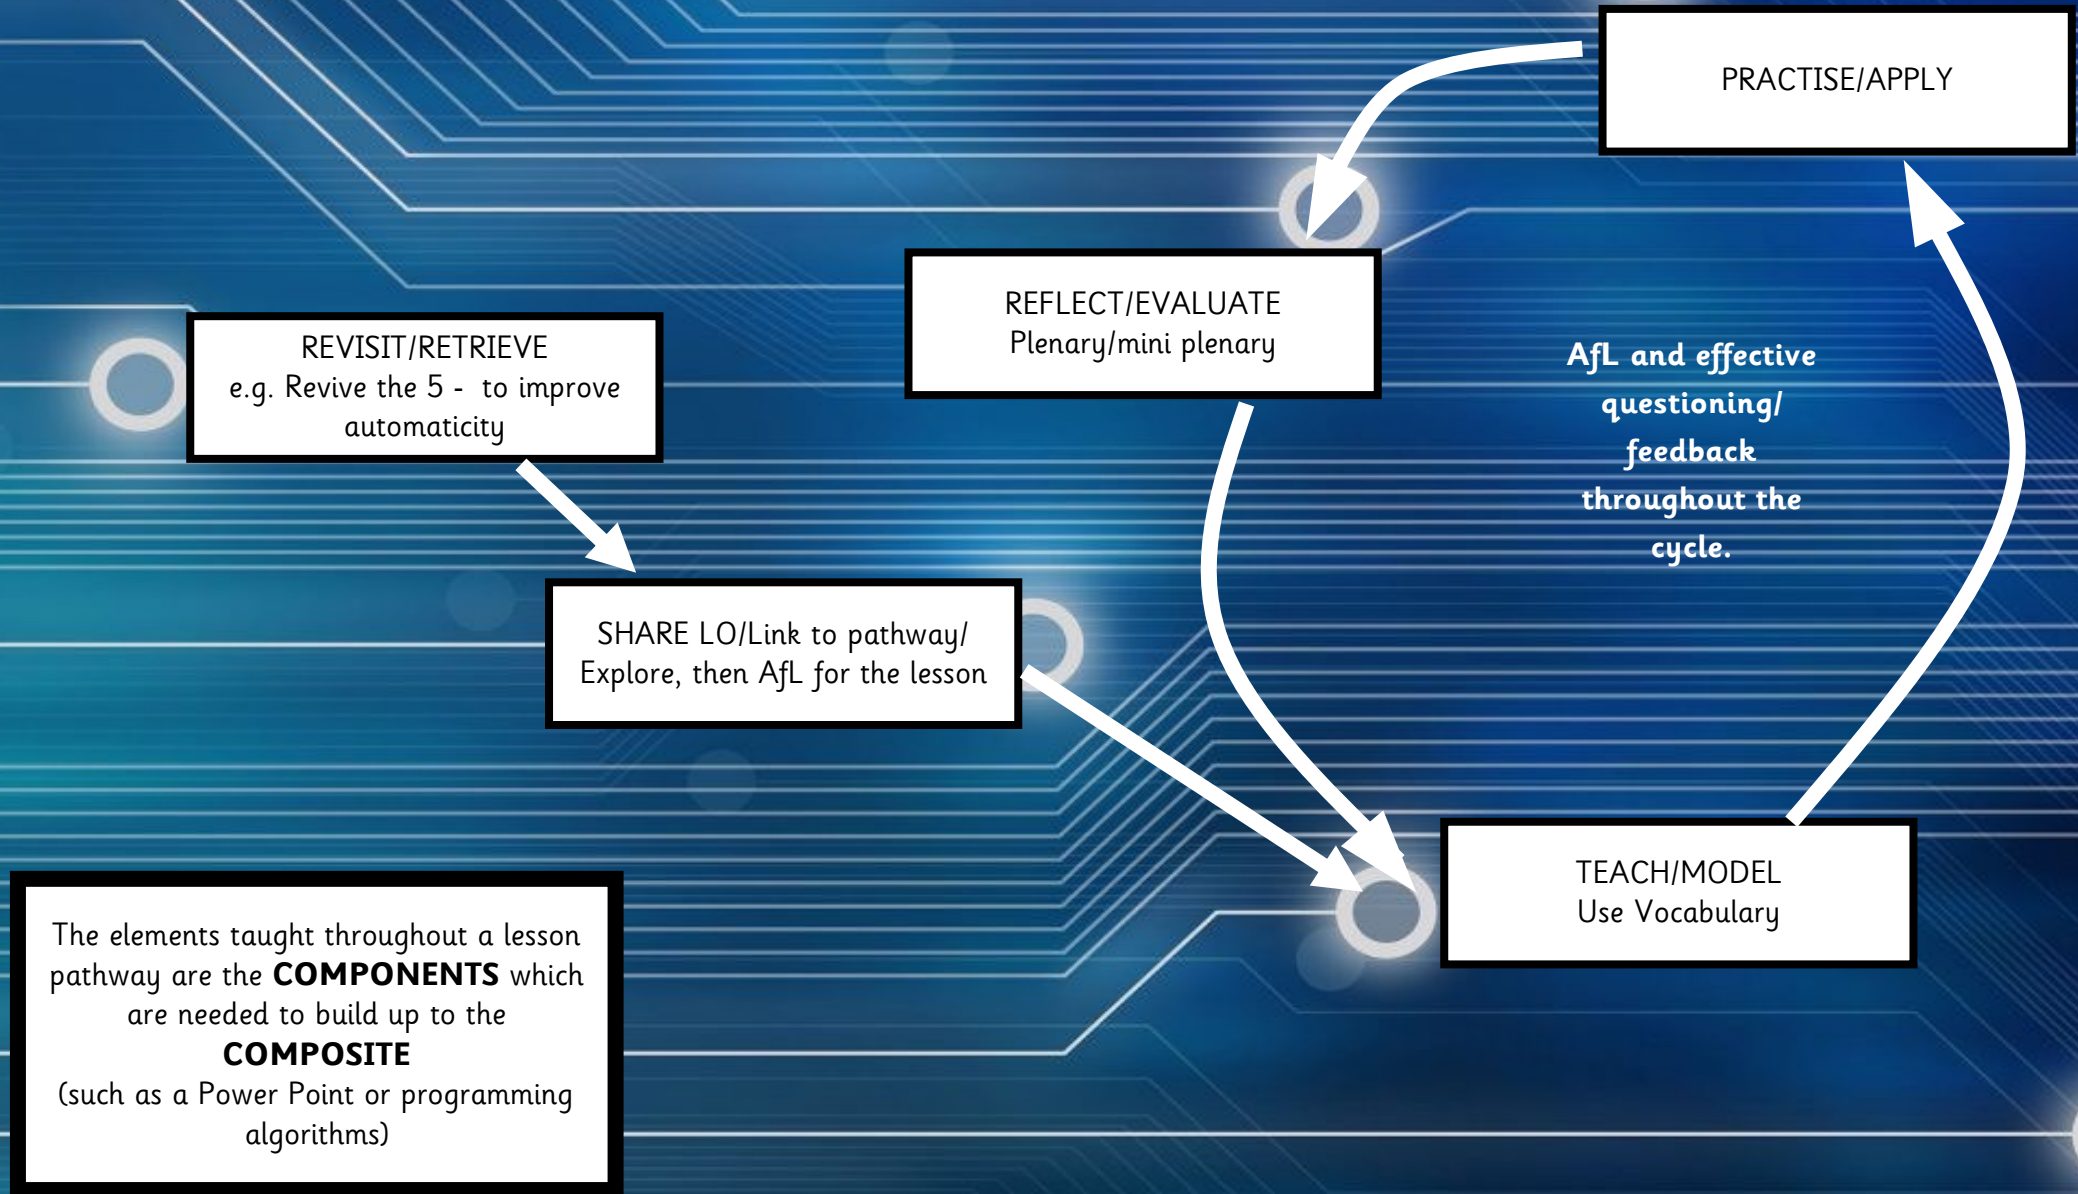 PRACTISE/APPLY
REFLECT/EVALUATE
Plenary/mini plenary
REVISIT/RETRIEVE
e.g. Revive the 5 -  to improve
automaticity
AfL and effective
questioning/
feedback
throughout the
cycle.
SHARE LO/Link to pathway/
Explore, then AfL for the lesson
TEACH/MODEL
Use Vocabulary
The elements taught throughout a lesson
pathway are the COMPONENTS which
are needed to build up to the
COMPOSITE
(such as a Power Point or programming
algorithms)